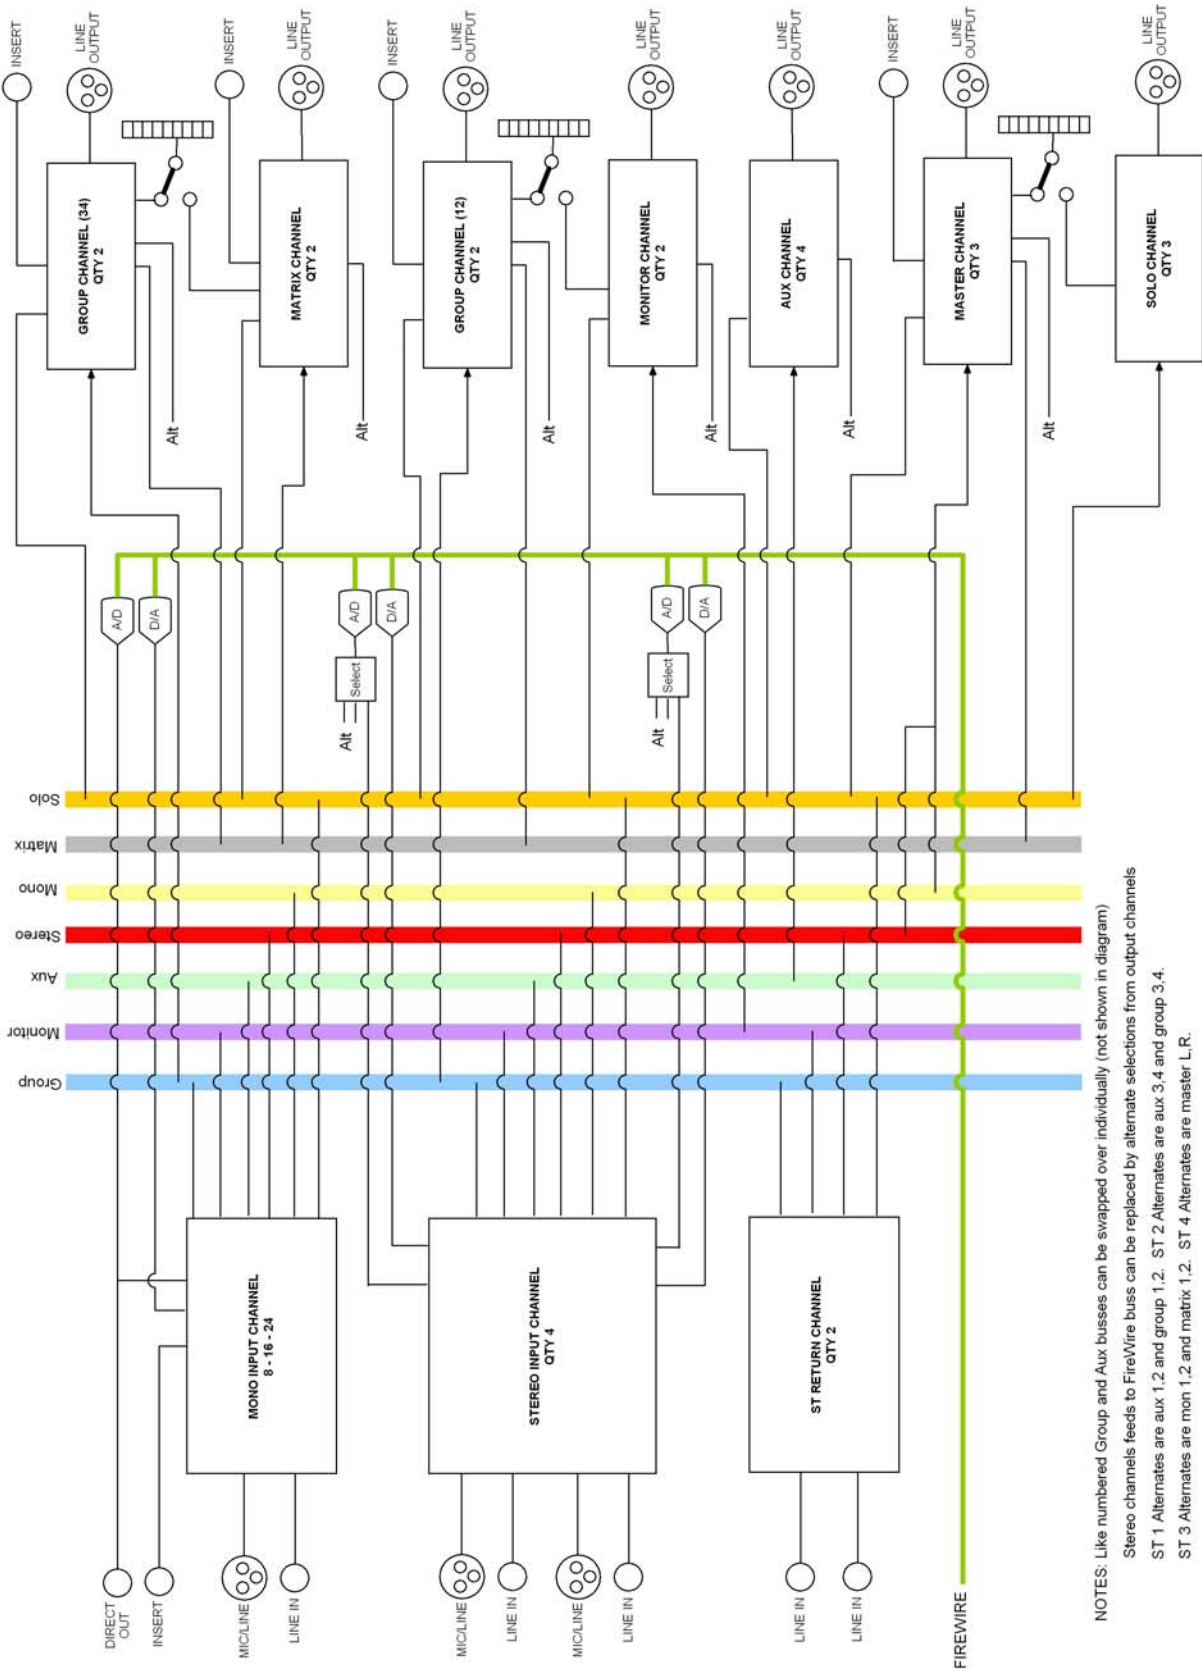 DIRECT OUT
INSERT
MIC/LINE
LINE IN
MIC/LINE
LINE IN
MIC/LINE
LINE IN
LINE IN
LINE IN
FIREWIRE
MONO INPUT CHANNEL
8 - 16 - 24
STEREO INPUT CHANNEL
QTY 4
ST RETURN CHANNEL
QTY 2
Group
Monitor
Aux
Stereo
Mono
Matrix
Solo
A/D
D/A
Alt
Select
A/D
D/A
Alt
Select
A/D
D/A
Alt
Alt
Alt
Alt
Alt
Alt
GROUP CHANNEL (34)
QTY 2
MATRIX CHANNEL
QTY 2
GROUP CHANNEL (12)
QTY 2
MONITOR CHANNEL
QTY 2
AUX CHANNEL
QTY 4
MASTER CHANNEL
QTY 3
SOLO CHANNEL
QTY 3
INSERT
LINE
OUTPUT
INSERT
LINE
OUTPUT
INSERT
LINE
OUTPUT
LINE
OUTPUT
LINE
OUTPUT
INSERT
LINE
OUTPUT
LINE
OUTPUT
NOTES: Like numbered Group and Aux busses can be swapped over individually (not shown in diagram)
Stereo channels feeds to FireWire buss can be replaced by alternate selections from output channels
ST 1 Alternates are aux 1,2 and group 1,2. ST 2 Alternates are aux 3,4 and group 3,4.
ST 3 Alternates are mon 1,2 and matrix 1,2. ST 4 Alternates are master L,R.